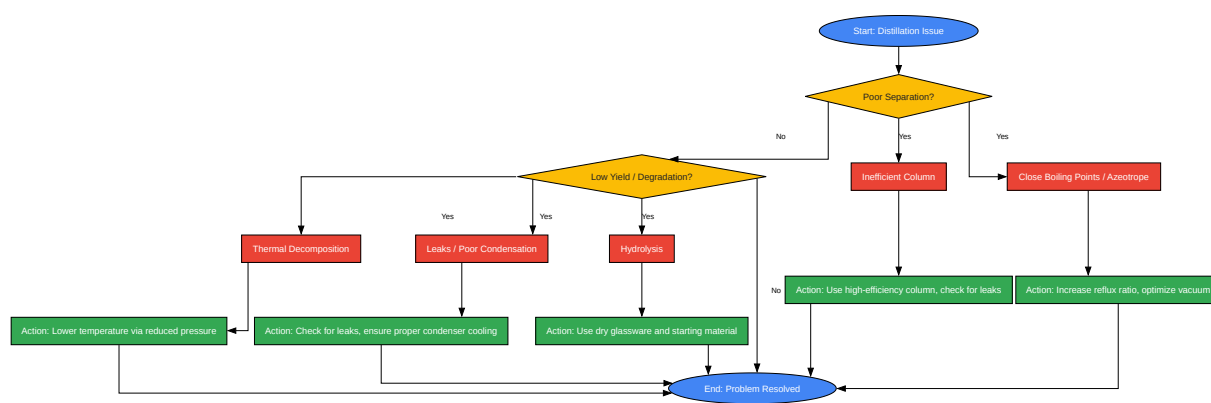 Start: Distillation Issue
Poor Separation?
No
Yes
Yes
Low Yield / Degradation?
Inefficient Column
Close Boiling Points / Azeotrope
Yes
Yes
Yes
Thermal Decomposition
Leaks / Poor Condensation
Hydrolysis
No
Action: Use high-efficiency column, check for leaks
Action: Increase reflux ratio, optimize vacuum
Action: Lower temperature via reduced pressure
Action: Check for leaks, ensure proper condenser cooling
Action: Use dry glassware and starting material
End: Problem Resolved